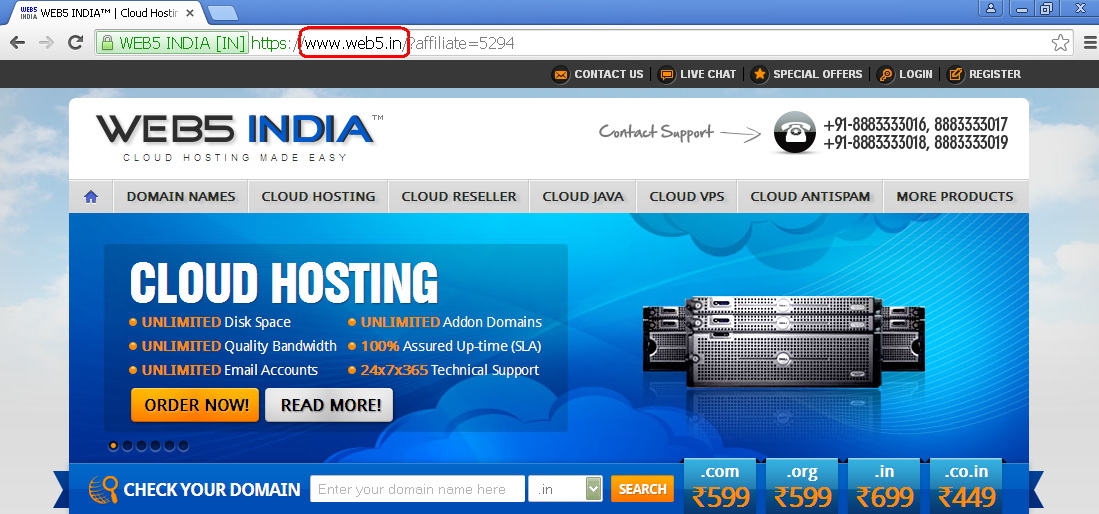 WEB5 INDIA WEB5 INDIA™ | Cloud Hostin
WEB5 INDIA [IN] https://www.web5.in/?affiliate=5294
CONTACT US LIVE CHAT SPECIAL OFFERS LOGIN REGISTER
WEB5 INDIA™
CLOUD HOSTING MADE EASY
Contact Support
+91-8883333016, 8883333017
+91-8883333018, 8883333019
DOMAIN NAMES CLOUD HOSTING CLOUD RESELLER CLOUD JAVA CLOUD VPS CLOUD ANTISPAM MORE PRODUCTS
CLOUD HOSTING
UNLIMITED Disk Space UNLIMITED Addon Domains
UNLIMITED Quality Bandwidth 100% Assured Up-time (SLA)
UNLIMITED Email Accounts 24x7x365 Technical Support
ORDER NOW! READ MORE!
CHECK YOUR DOMAIN Enter your domain name here .in SEARCH
.com .org .in .co.in
₹599 ₹599 ₹699 ₹449